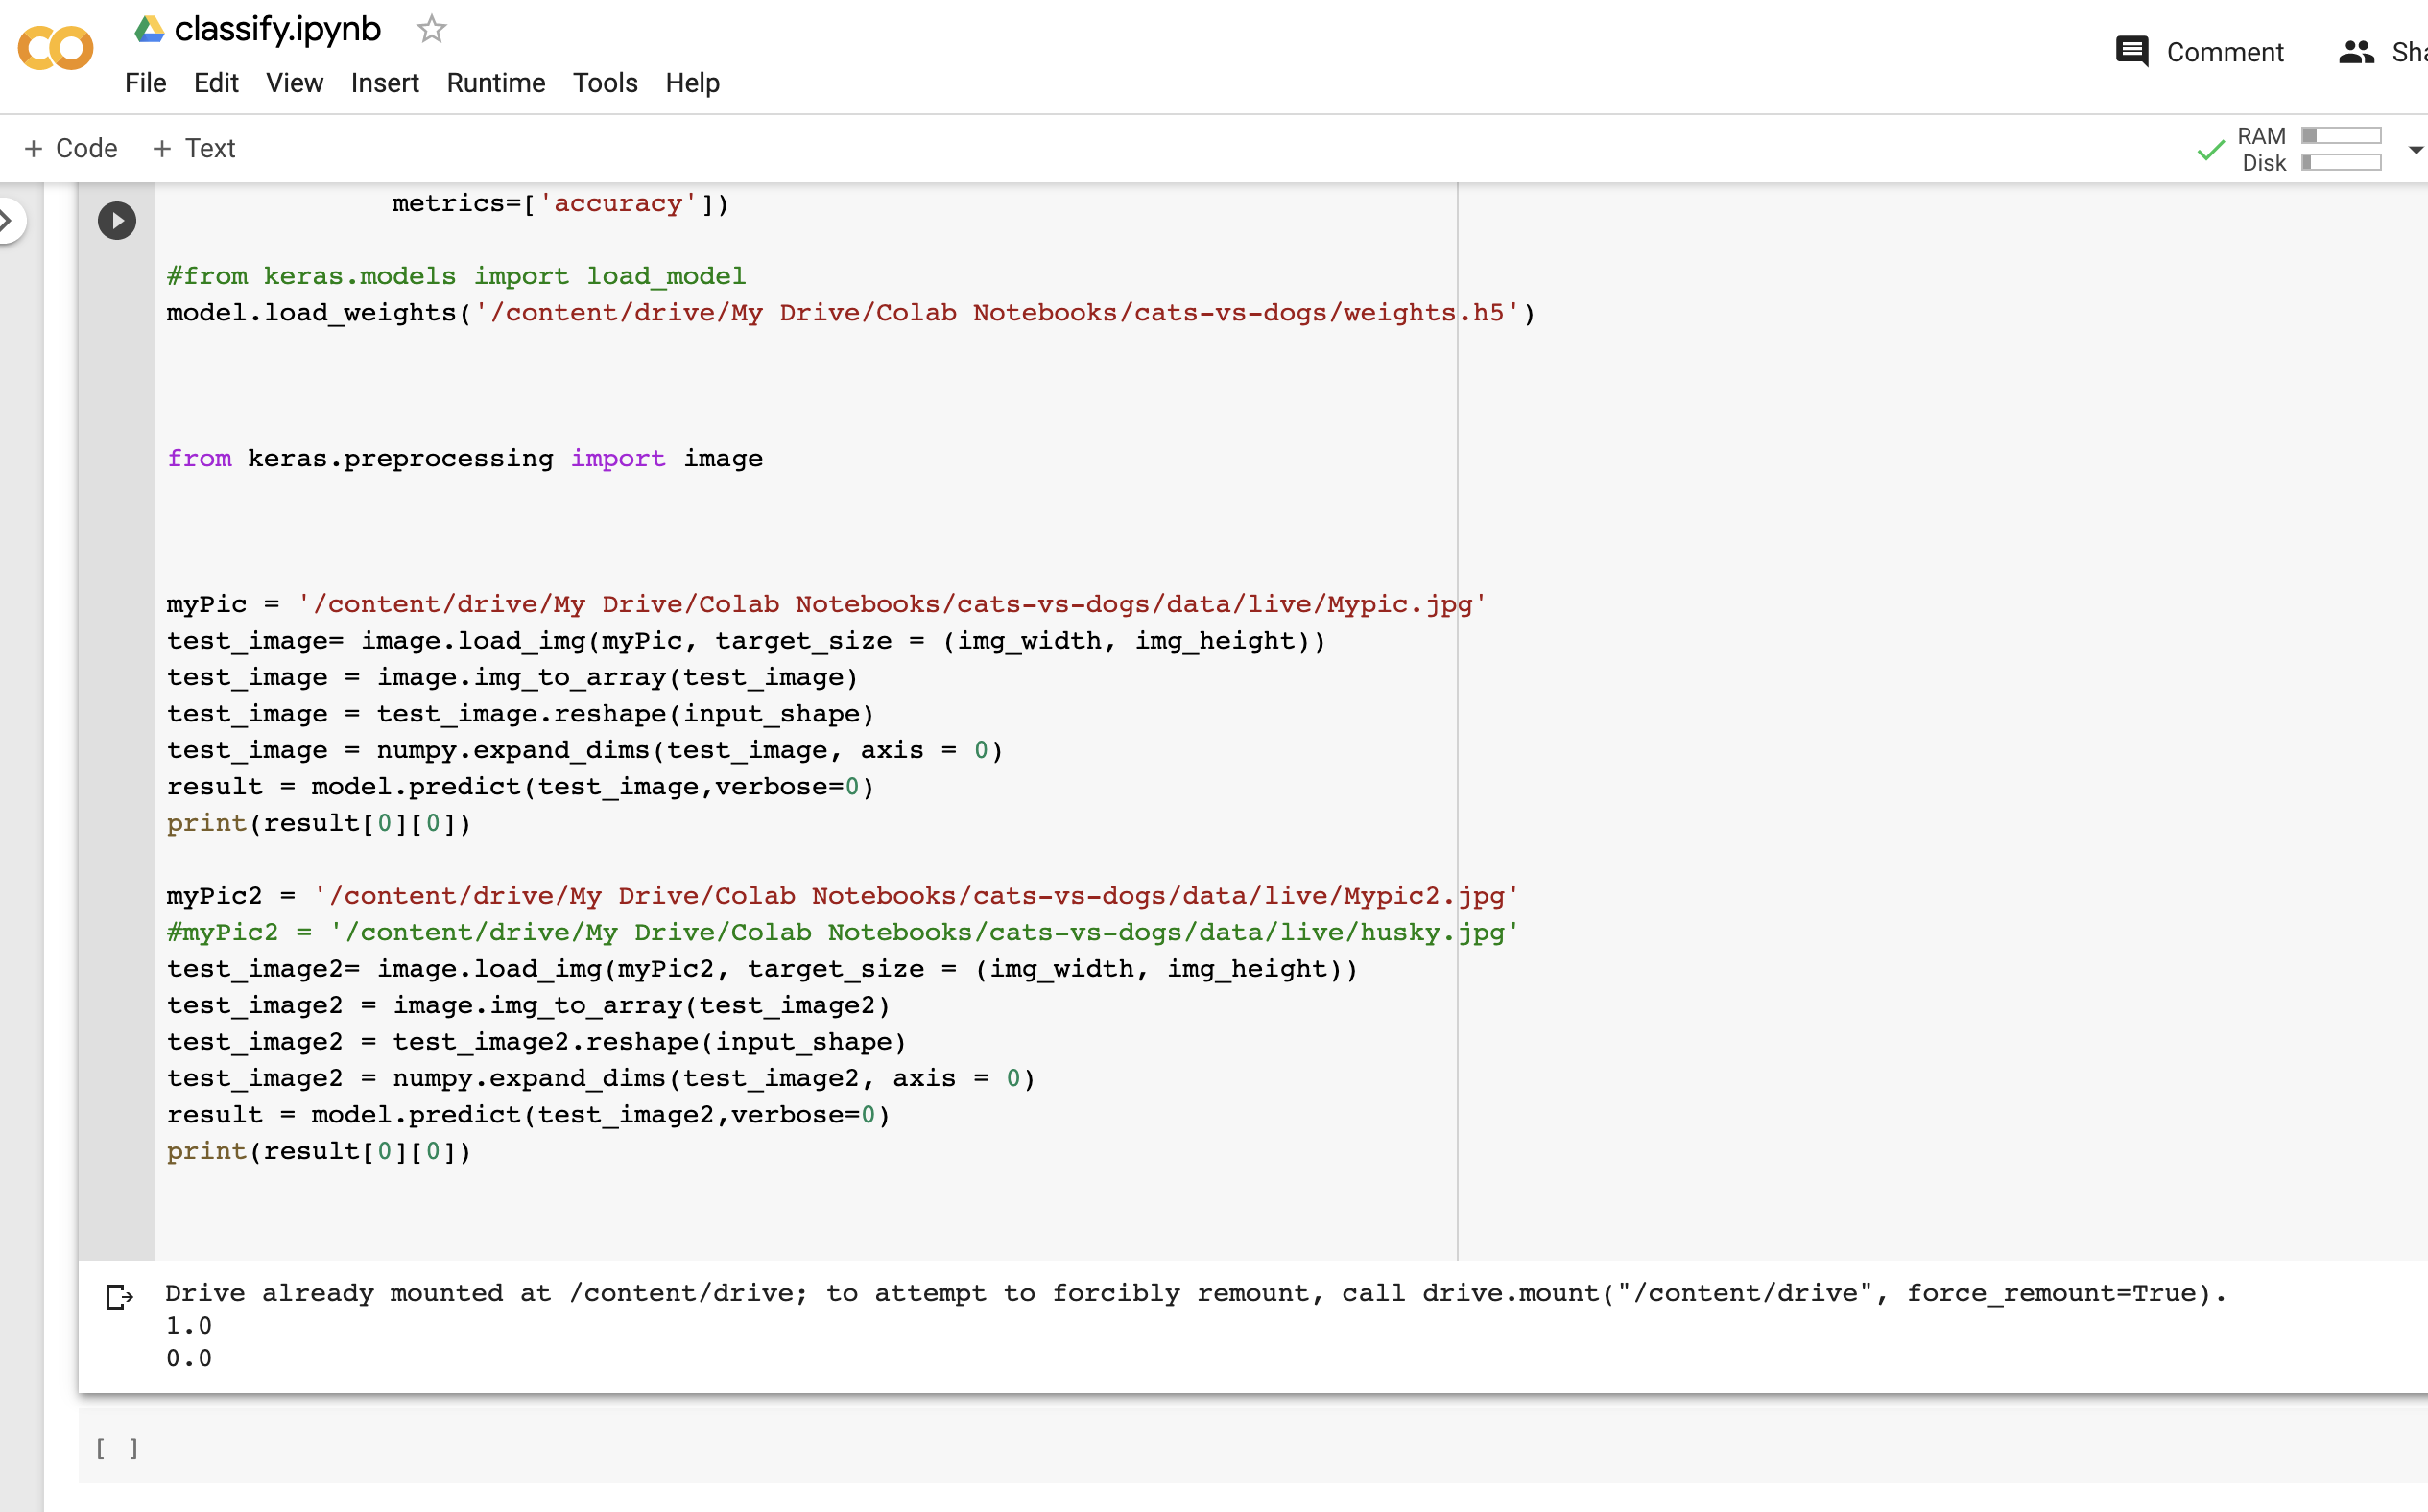 classify.ipynb
File Edit View Insert Runtime Tools Help
Comment
+ Code + Text
RAM
Disk
metrics=['accuracy'])
#from keras.models import load_model
model.load_weights('/content/drive/My Drive/Colab Notebooks/cats-vs-dogs/weights.h5')
from keras.preprocessing import image
myPic = '/content/drive/My Drive/Colab Notebooks/cats-vs-dogs/data/live/Mypic.jpg'
test_image= image.load_img(myPic, target_size = (img_width, img_height))
test_image = image.img_to_array(test_image)
test_image = test_image.reshape(input_shape)
test_image = numpy.expand_dims(test_image, axis = 0)
result = model.predict(test_image,verbose=0)
print(result[0][0])
myPic2 = '/content/drive/My Drive/Colab Notebooks/cats-vs-dogs/data/live/Mypic2.jpg'
#myPic2 = '/content/drive/My Drive/Colab Notebooks/cats-vs-dogs/data/live/husky.jpg'
test_image2= image.load_img(myPic2, target_size = (img_width, img_height))
test_image2 = image.img_to_array(test_image2)
test_image2 = test_image2.reshape(input_shape)
test_image2 = numpy.expand_dims(test_image2, axis = 0)
result = model.predict(test_image2,verbose=0)
print(result[0][0])
Drive already mounted at /content/drive; to attempt to forcibly remount, call drive.mount("/content/drive", force_remount=True).
1.0
0.0
[ ]